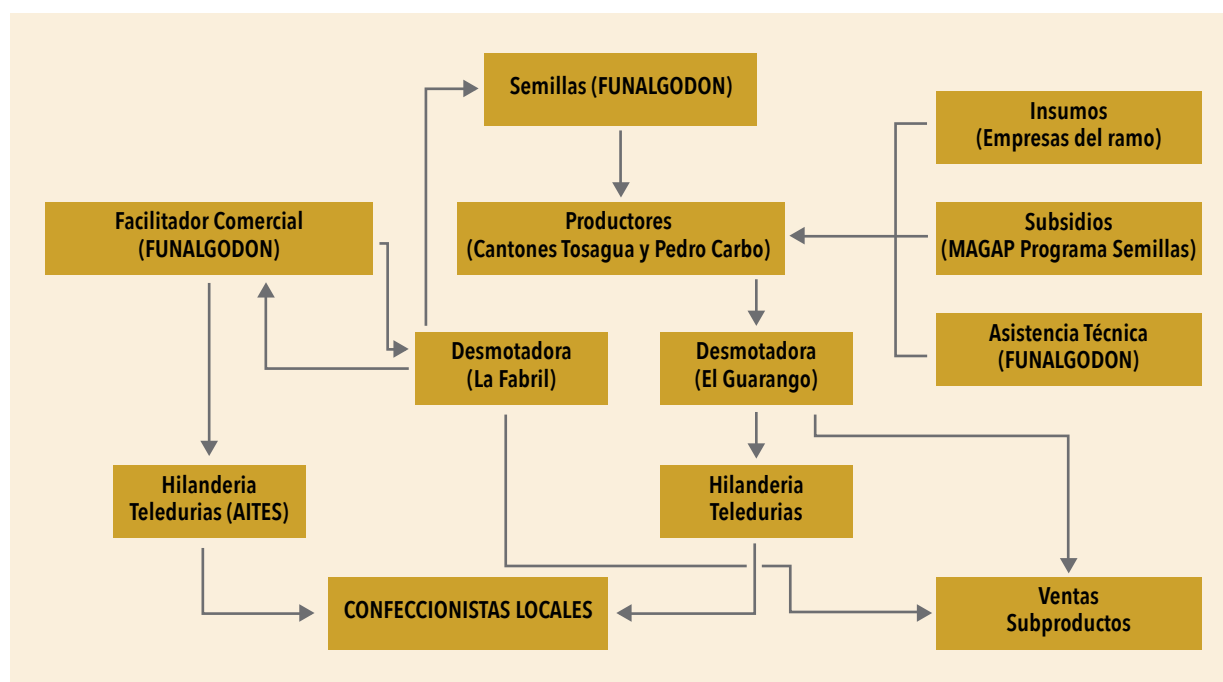 Semillas (FUNALGODON)
Insumos
(Empresas del ramo)
Facilitador Comercial
(FUNALGODON)
Productores
(Cantones Tosagua y Pedro Carbo)
Subsidios
(MAGAP Programa Semillas)
Desmotadora
(La Fabril)
Desmotadora
(El Guarango)
Asistencia Técnica
(FUNALGODON)
Hilanderia
Teledurias (AITES)
Hilanderia
Teledurias
CONFECCIONISTAS LOCALES
Ventas
Subproductos